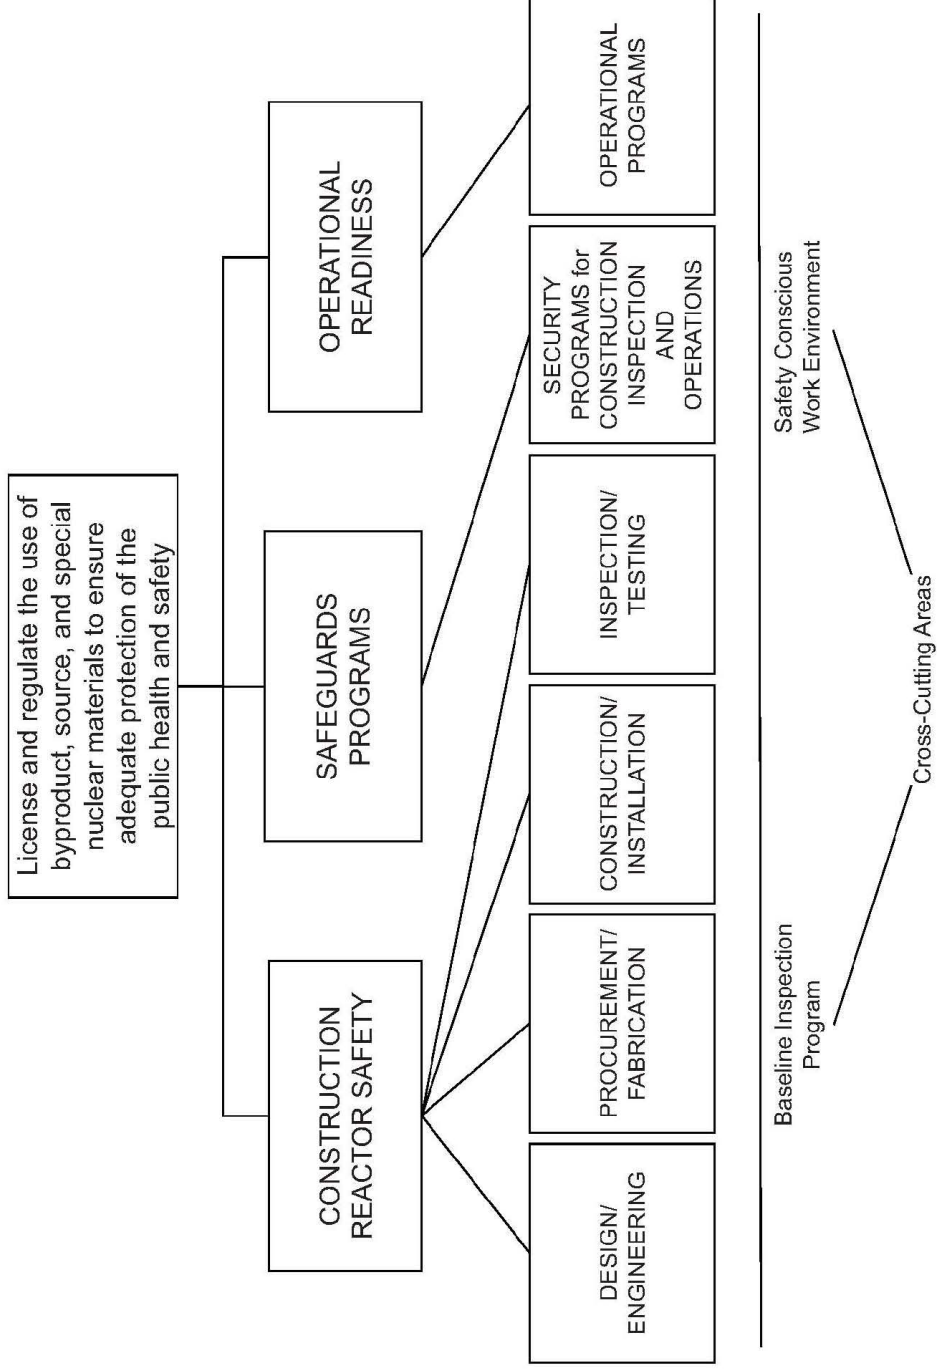 License and regulate the use of
byproduct, source, and special
nuclear materials to ensure
adequate protection of the
public health and safety
CONSTRUCTION
REACTOR SAFETY
SAFEGUARDS
PROGRAMS
OPERATIONAL
READINESS
DESIGN/
ENGINEERING
PROCUREMENT/
FABRICATION
CONSTRUCTION/
INSTALLATION
INSPECTION/
TESTING
SECURITY
PROGRAMS for
CONSTRUCTION
INSPECTION
AND
OPERATIONS
OPERATIONAL
PROGRAMS
Baseline Inspection
Program
Safety Conscious
Work Environment
Cross-Cutting Areas